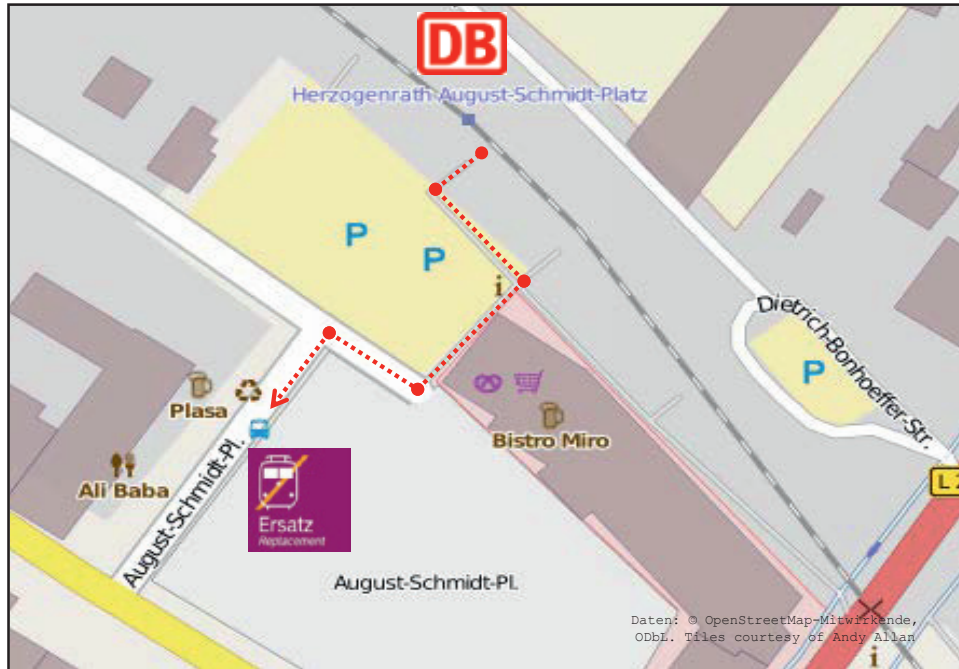 DB
Herzogenrath August-Schmidt-Platz
P
P
i
Dietrich-Bonhoeffer-Str.
P
Plasa
Bistro Miro
Ali Baba
August-Schmidt-Pl.
Ersatz
Replacement
L
August-Schmidt-Pl.
Daten: © OpenStreetMap-Mitwirkende,
ODbL. Tiles courtesy of Andy Allan
i